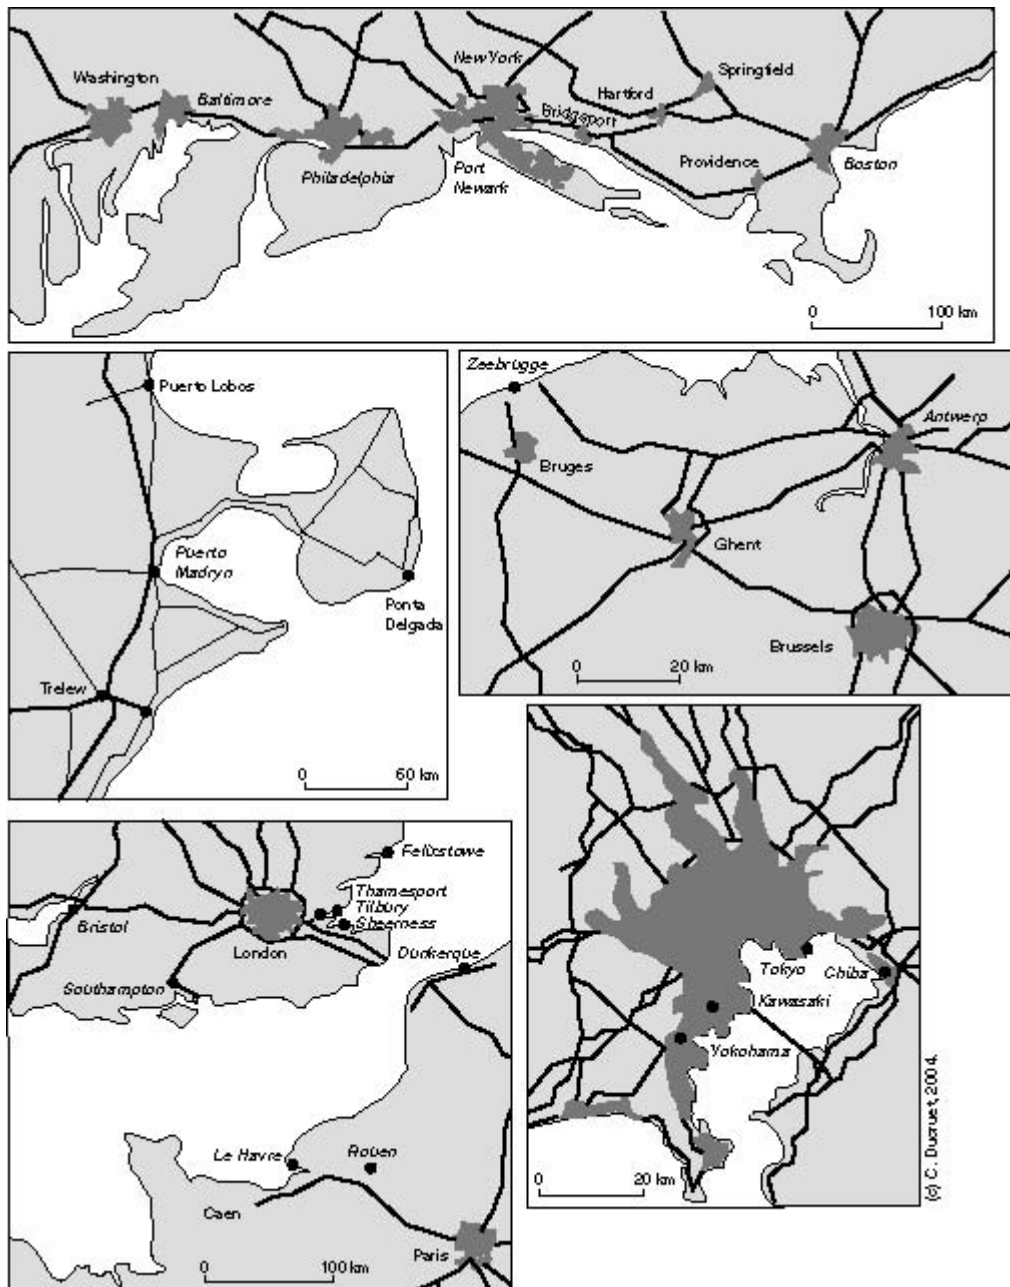 Washington
Baltimore
Philadelphia
New York
Port
Newark
Bridgeport
Hartford
Springfield
Providence
Boston
0 100 km
Puerto Lobos
Puerto
Madryn
Ponta
Delgada
Trelew
0 60 km
Zeebrugge
Bruges
Antwerp
Ghent
Brussels
0 20 km
Felixstowe
Thamesport
Tilbury
Sheerness
Bristol
London
Dunkerque
Southampton
Le Havre
Rouen
Caen
Paris
0 100 km
Tokyo
Chiba
Kawasaki
Yokohama
0 20 km
(c) C. Ducruet, 2004.